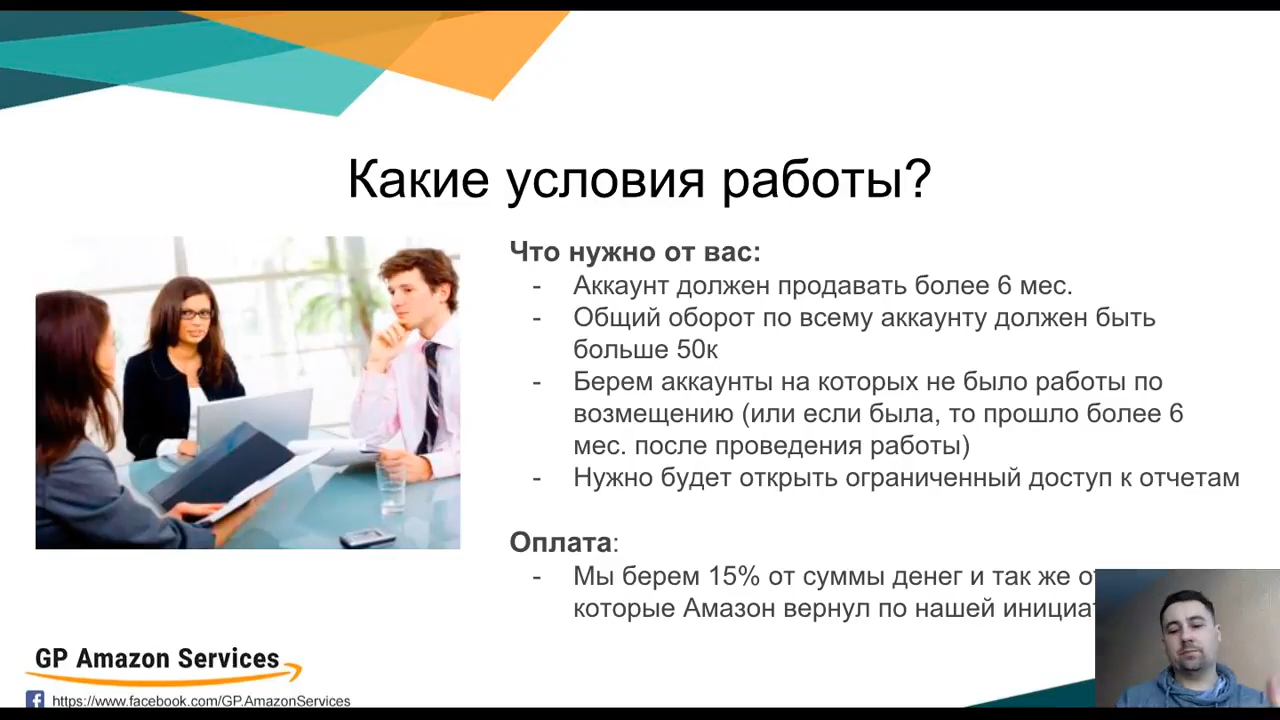 Какие условия работы?
Что нужно от вас:
- Аккаунт должен продавать более 6 мес.
- Общий оборот по всему аккаунту должен быть
больше 50к
- Берем аккаунты на которых не было работы по
возмещению (или если была, то прошло более 6
мес. после проведения работы)
- Нужно будет открыть ограниченный доступ к отчетам
Оплата:
- Мы берем 15% от суммы денег и так же
которые Амазон вернул по нашей
GP Amazon Services
https://www.facebook.com/GP.AmazonServices